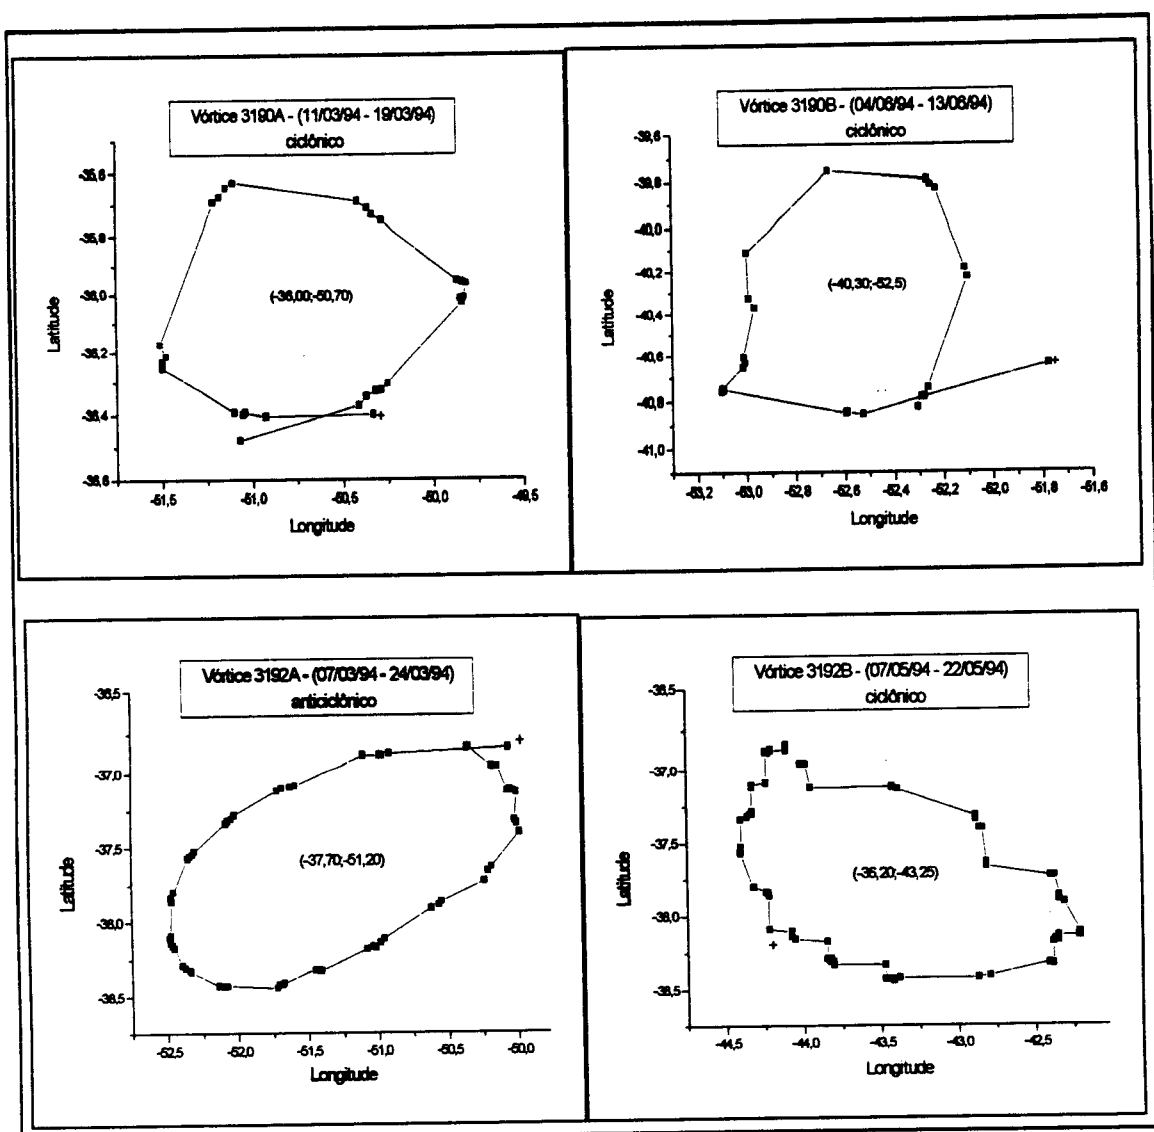 Vórtice 3190A - (11/03/94 - 19/03/94)
ciclônico
-35,6
-35,8
-36,0
-36,2
-36,4
-36,6
Latitude
(-36,00;-50,70)
-51,5 -51,0 -50,5 -50,0 -49,5
Longitude
Vórtice 3190B - (04/06/94 - 13/06/94)
ciclônico
-39,6
-39,8
-40,0
-40,2
-40,4
-40,6
-40,8
-41,0
Latitude
(-40,30;-52,5)
-53,2 -53,0 -52,8 -52,6 -52,4 -52,2 -52,0 -51,8 -51,6
Longitude
Vórtice 3192A - (07/03/94 - 24/03/94)
anticiclônico
-36,5
-37,0
-37,5
-38,0
-38,5
Latitude
(-37,70;-51,20)
-52,5 -52,0 -51,5 -51,0 -50,5 -50,0
Longitude
Vórtice 3192B - (07/05/94 - 22/05/94)
ciclônico
-36,5
-37,0
-37,5
-38,0
-38,5
Latitude
(-36,20;-43,25)
-44,5 -44,0 -43,5 -43,0 -42,5
Longitude